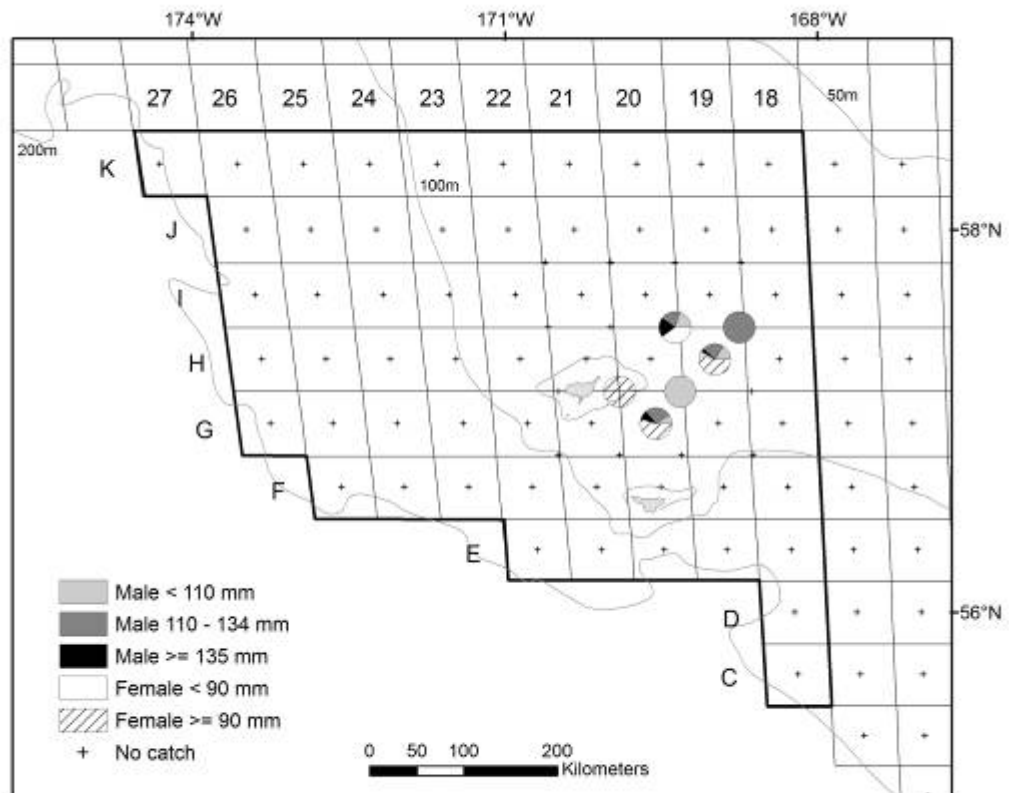 174°W 171°W 168°W
27 26 25 24 23 22 21 20 19 18
50m
200m
K
100m
J
58°N
I
H
G
F
E
Male < 110 mm
Male 110 - 134 mm
Male >= 135 mm
Female < 90 mm
Female >= 90 mm
No catch
D
56°N
C
0 50 100 200
Kilometers